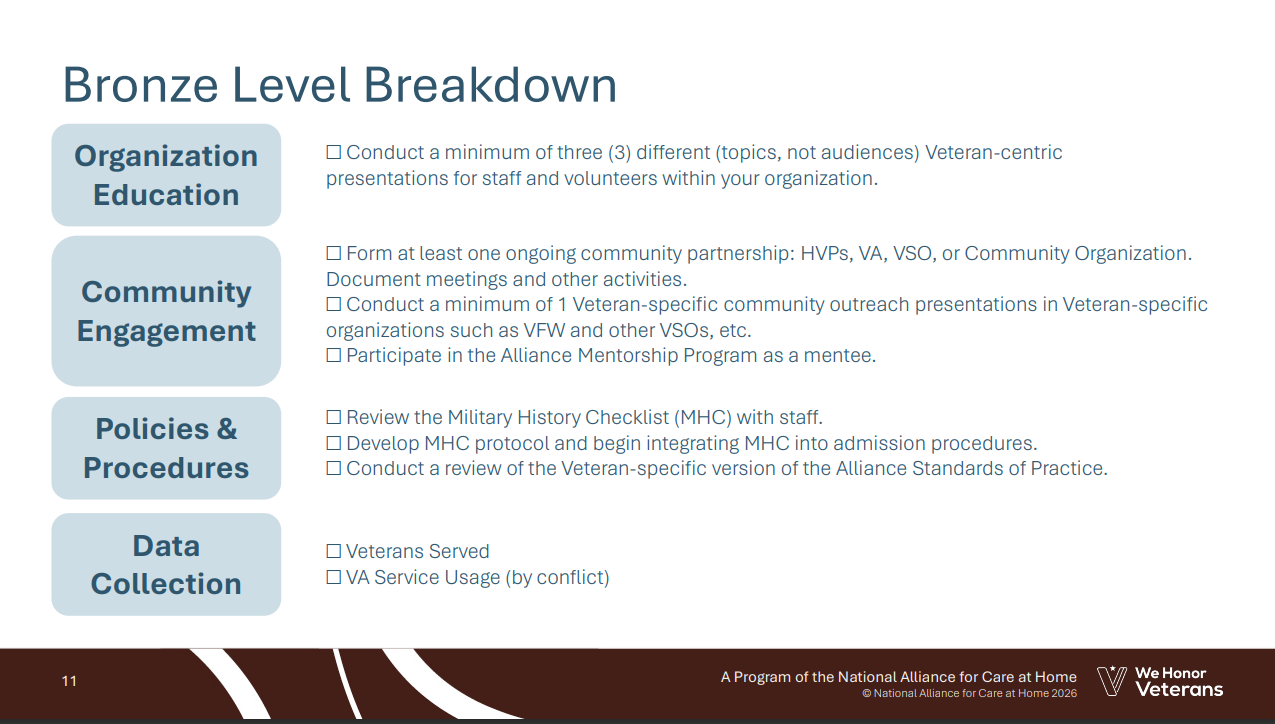 Bronze Level Breakdown
Organization
Education
☐ Conduct a minimum of three (3) different (topics, not audiences) Veteran-centric
presentations for staff and volunteers within your organization.
Community
Engagement
☐ Form at least one ongoing community partnership: HVPs, VA, VSO, or Community Organization.
Document meetings and other activities.
☐ Conduct a minimum of 1 Veteran-specific community outreach presentations in Veteran-specific
organizations such as VFW and other VSOs, etc.
☐ Participate in the Alliance Mentorship Program as a mentee.
Policies &
Procedures
☐ Review the Military History Checklist (MHC) with staff.
☐ Develop MHC protocol and begin integrating MHC into admission procedures.
☐ Conduct a review of the Veteran-specific version of the Alliance Standards of Practice.
Data
Collection
☐ Veterans Served
☐ VA Service Usage (by conflict)
11
A Program of the National Alliance for Care at Home
© National Alliance for Care at Home 2026
We Honor
Veterans